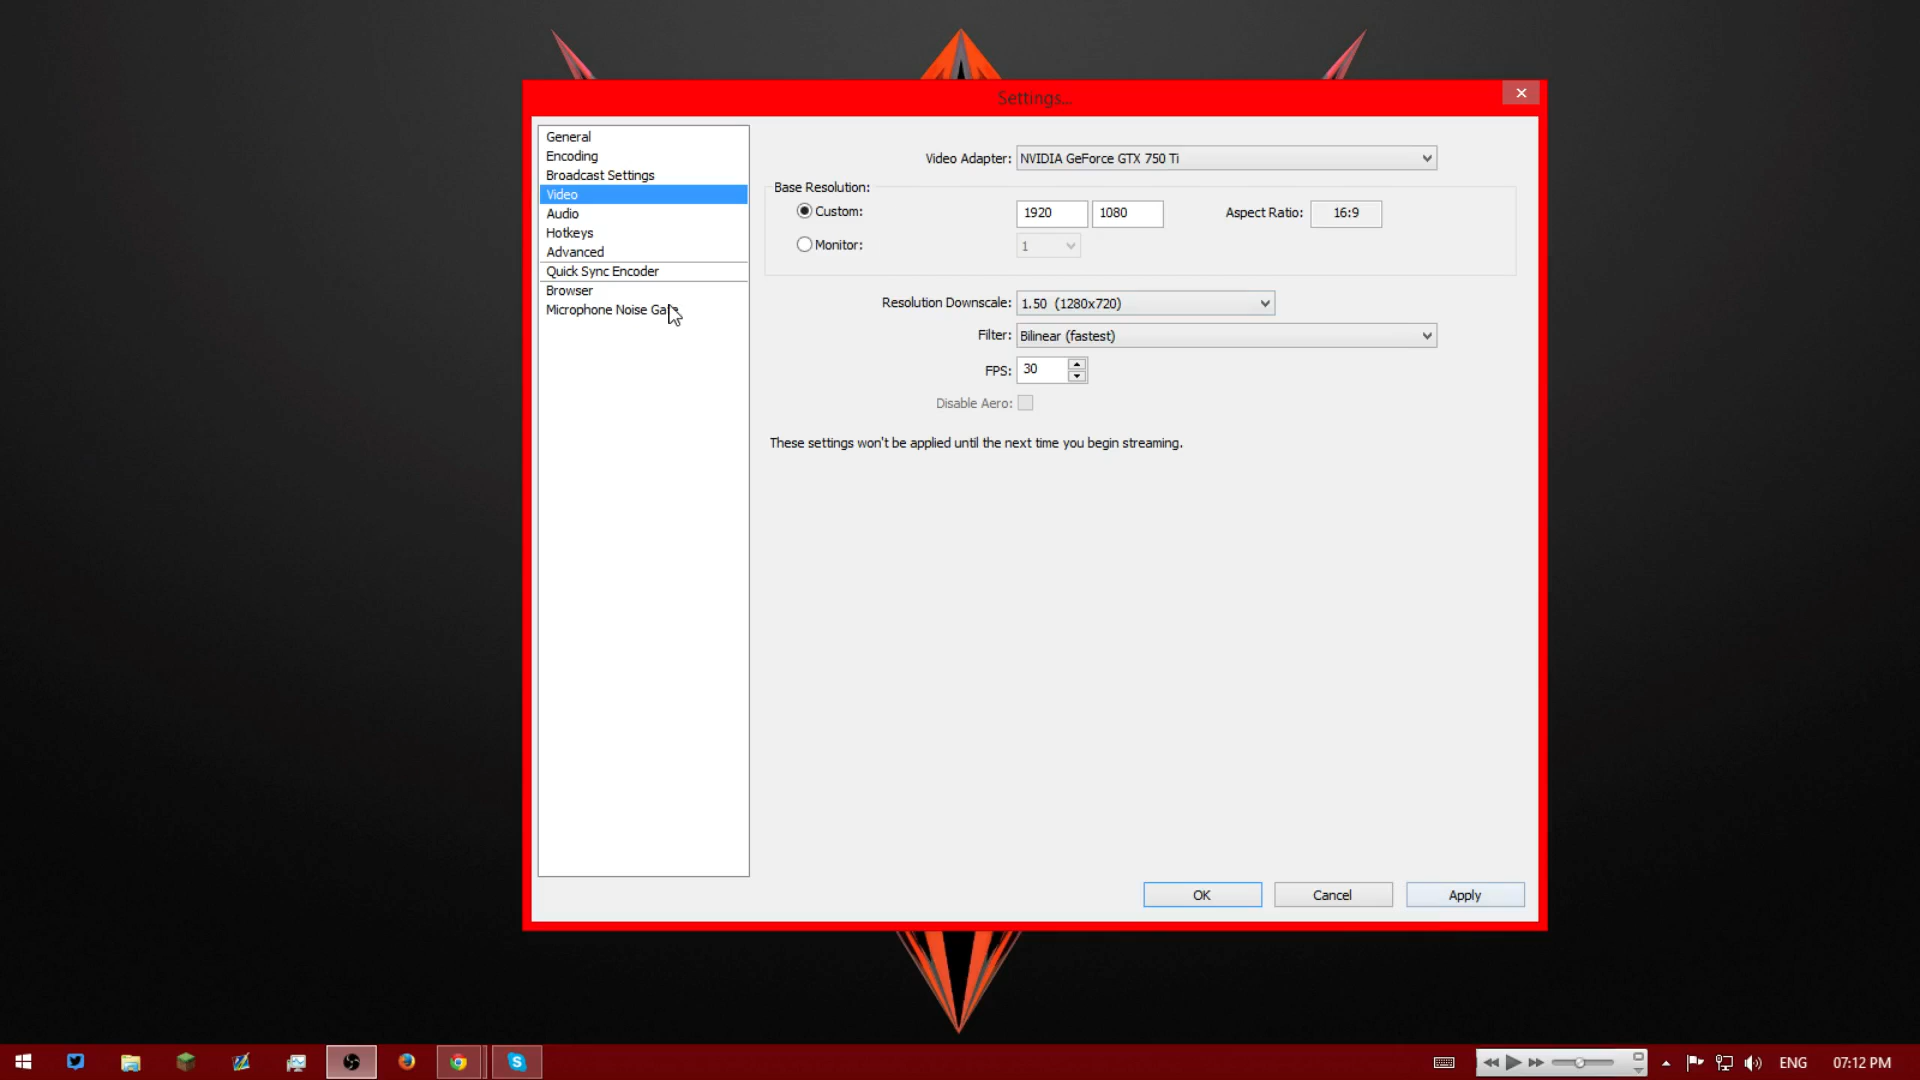 Settings...
General
Encoding
Broadcast Settings
Video
Audio
Hotkeys
Advanced
Quick Sync Encoder
Browser
Microphone Noise Gate
Video Adapter: NVIDIA GeForce GTX 750 Ti
Base Resolution:
Custom: 1920 1080 Aspect Ratio: 16:9
Monitor: 1
Resolution Downscale: 1.50 (1280x720)
Filter: Bilinear (fastest)
FPS: 30
Disable Aero:
These settings won't be applied until the next time you begin streaming.
OK Cancel Apply
ENG 07:12 PM